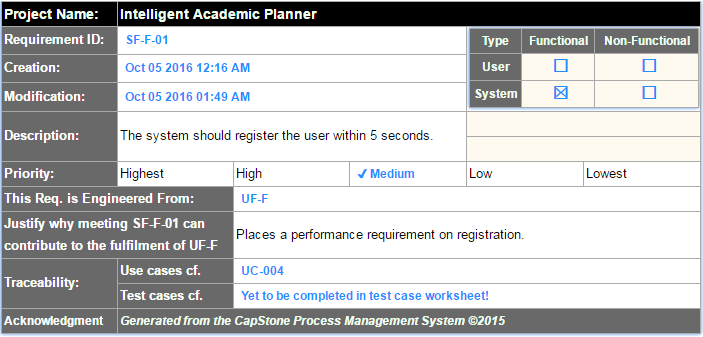 Project Name: Intelligent Academic Planner
Requirement ID: SF-F-01
Type Functional Non-Functional
Creation: Oct 05 2016 12:16 AM
User ☐ ☐
Modification: Oct 05 2016 01:49 AM
System ☒ ☐
Description: The system should register the user within 5 seconds.
Priority: Highest High ✓Medium Low Lowest
This Req. is Engineered From: UF-F
Justify why meeting SF-F-01 can
contribute to the fulfilment of UF-F
Places a performance requirement on registration.
Traceability: Use cases cf. UC-004
Test cases cf. Yet to be completed in test case worksheet!
Acknowledgment Generated from the CapStone Process Management System ©2015